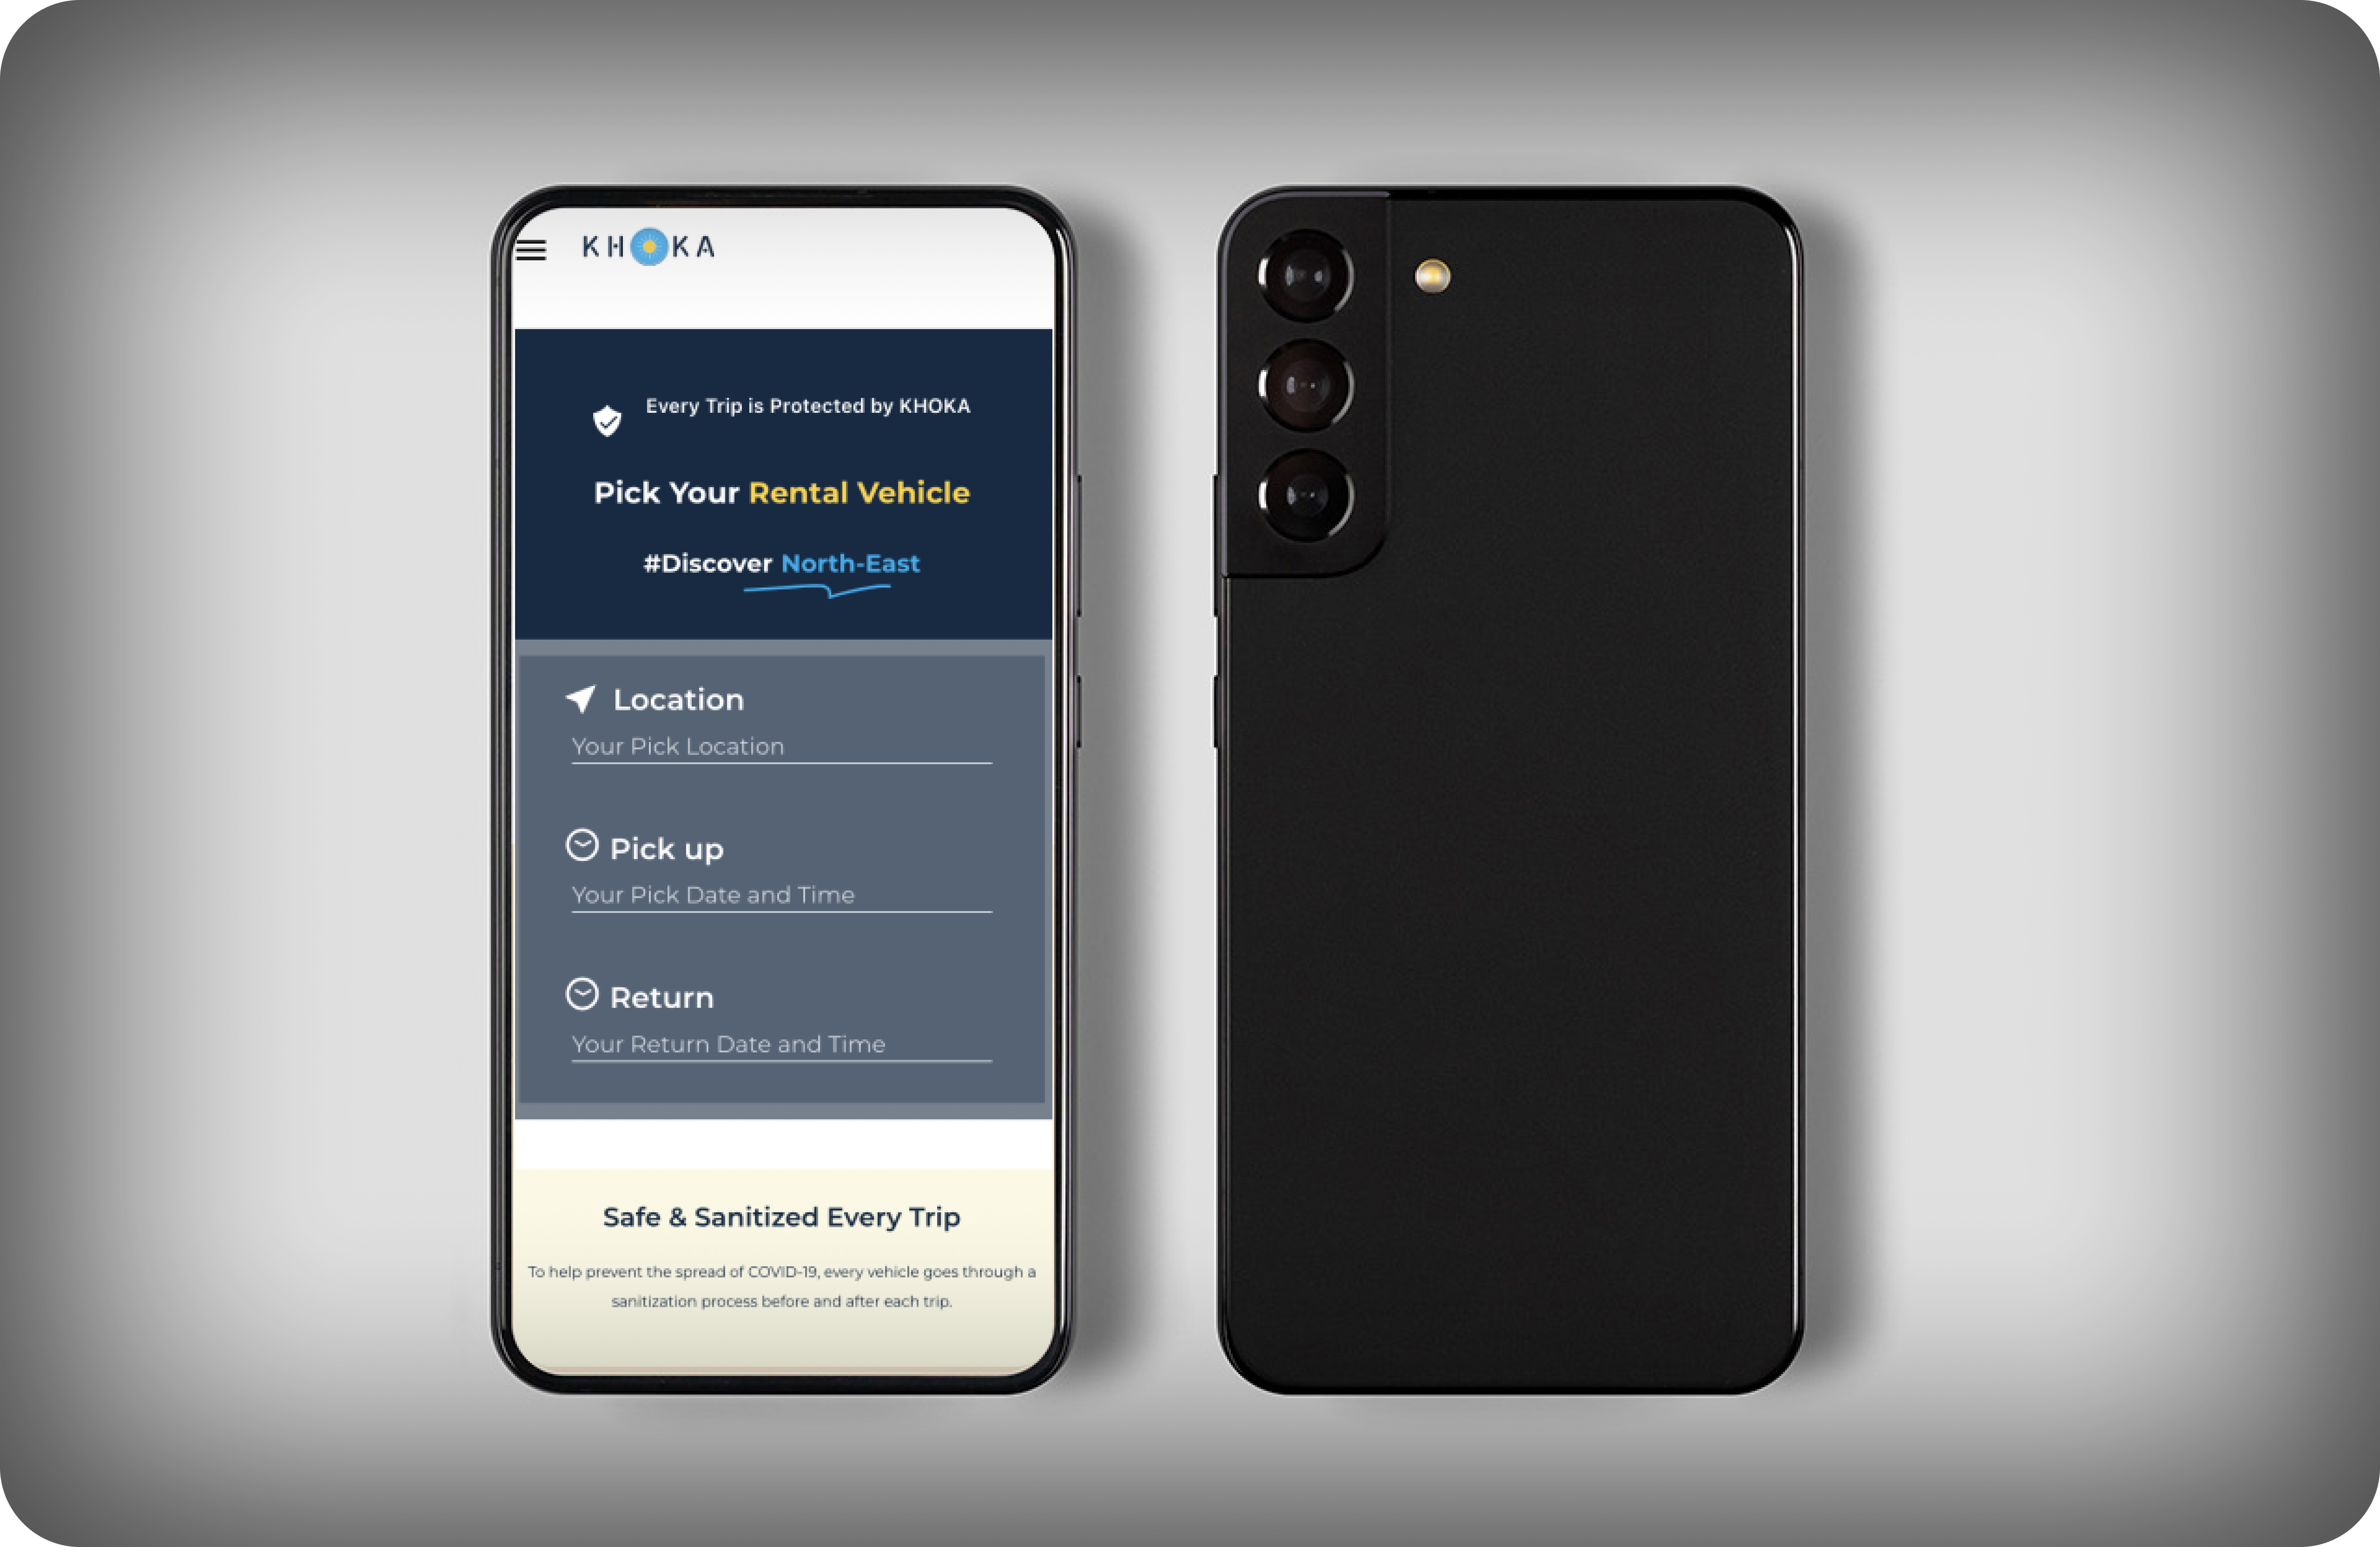 KHOKA
Every Trip is Protected by KHOKA
Pick Your Rental Vehicle
#Discover North-East
Location
Your Pick Location
Pick up
Your Pick Date and Time
Return
Your Return Date and Time
Safe & Sanitized Every Trip
To help prevent the spread of COVID-19, every vehicle goes through a
sanitization process before and after each trip.